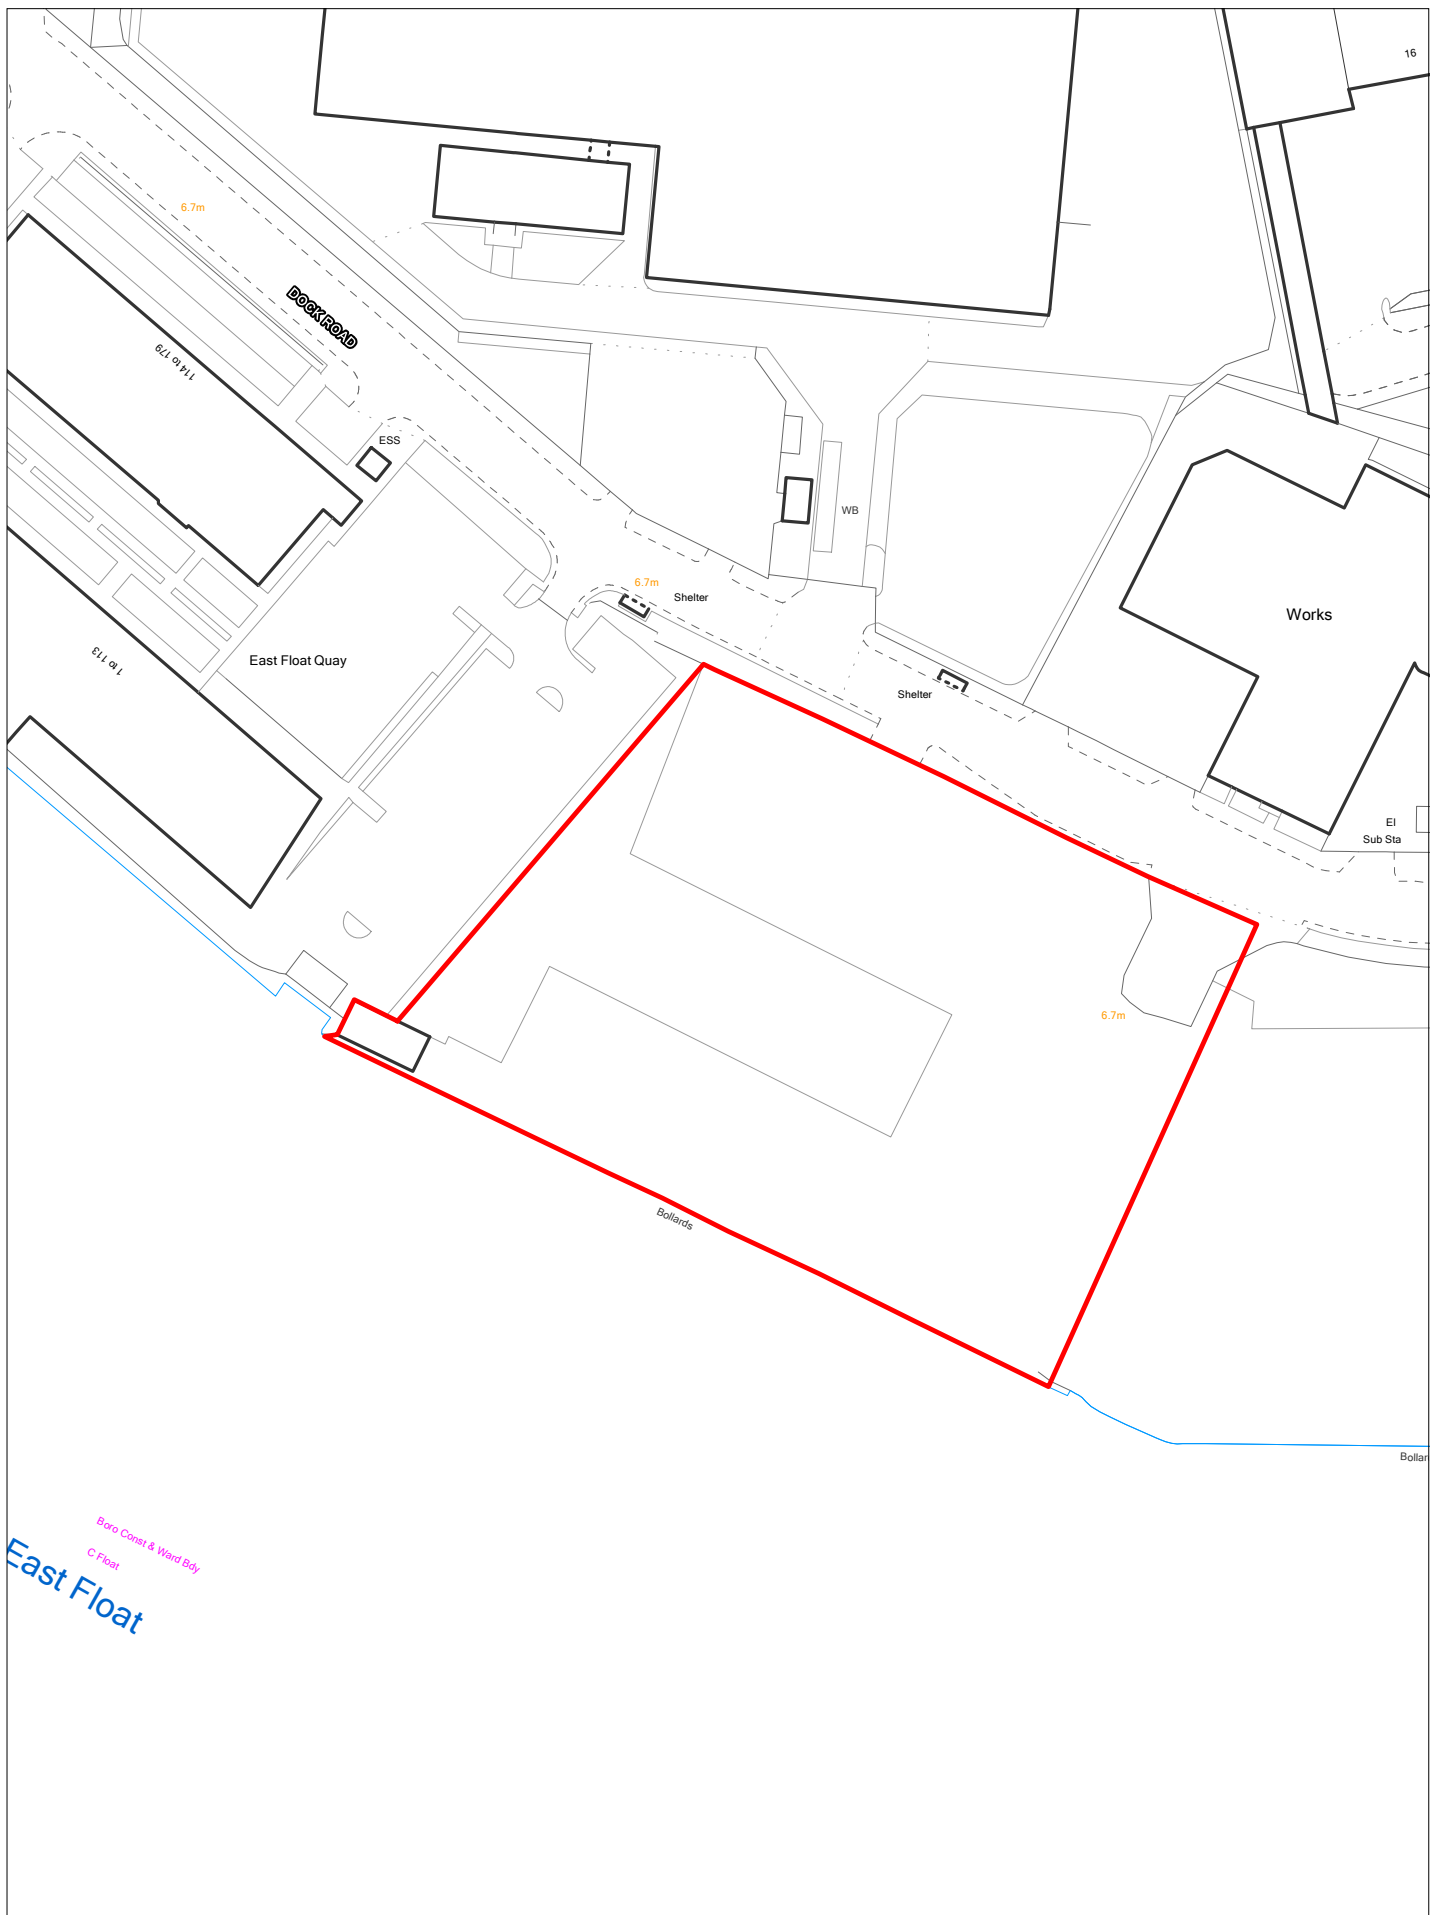 16
6.7m
DOCK ROAD
114 to 179
ESS
WB
6.7m
Shelter
Works
East Float Quay
1 to 113
Shelter
El
Sub Sta
6.7m
Bollards
Bollar
Boro Const & Ward Bdy
C Float
East Float